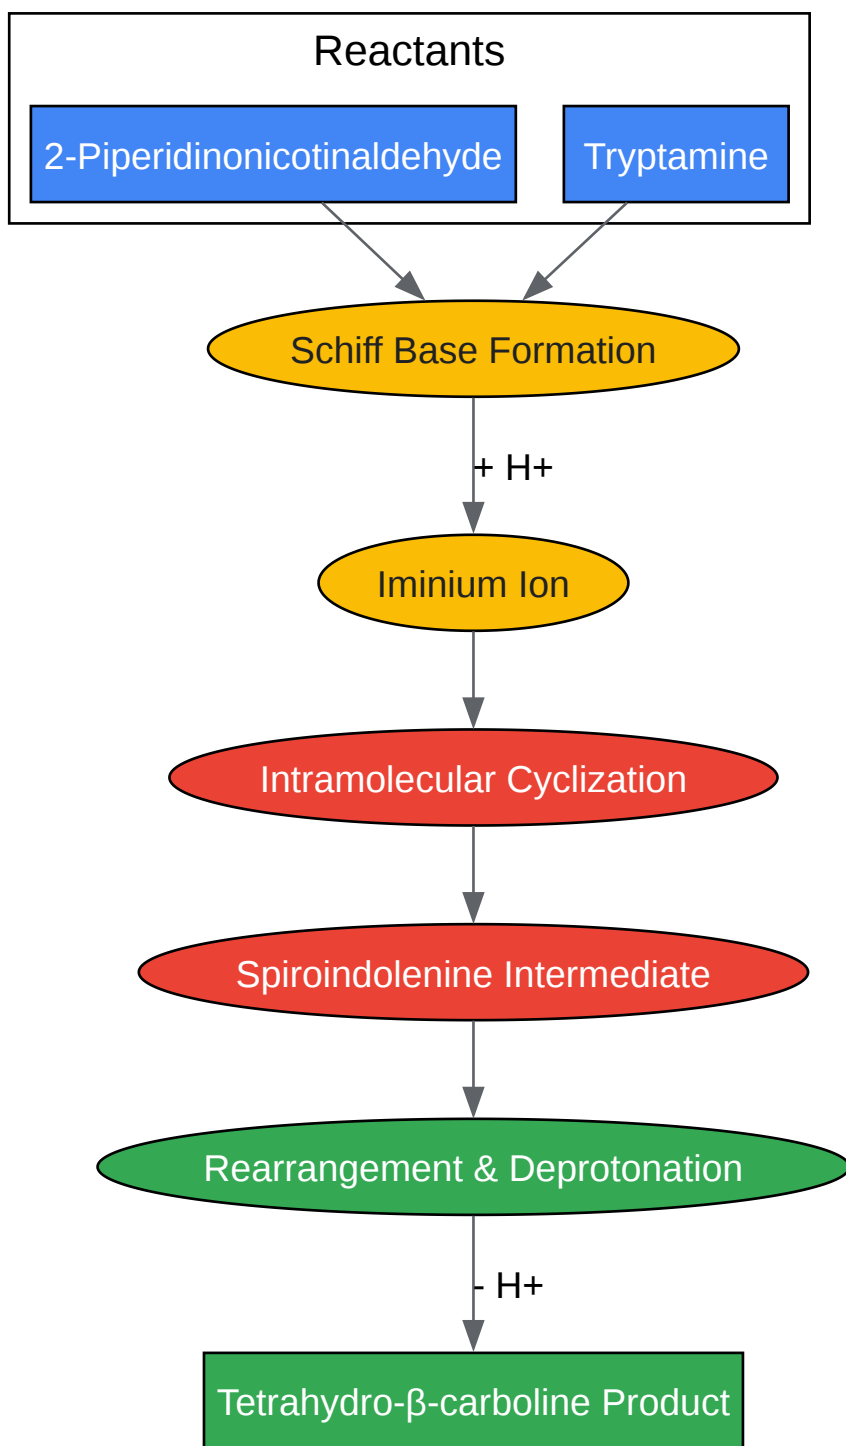 Reactants
2-Piperidinonicotinaldehyde
Tryptamine
Schiff Base Formation
+ H+
Iminium Ion
Intramolecular Cyclization
Spiroindolenine Intermediate
Rearrangement & Deprotonation
- H+
Tetrahydro-β-carboline Product